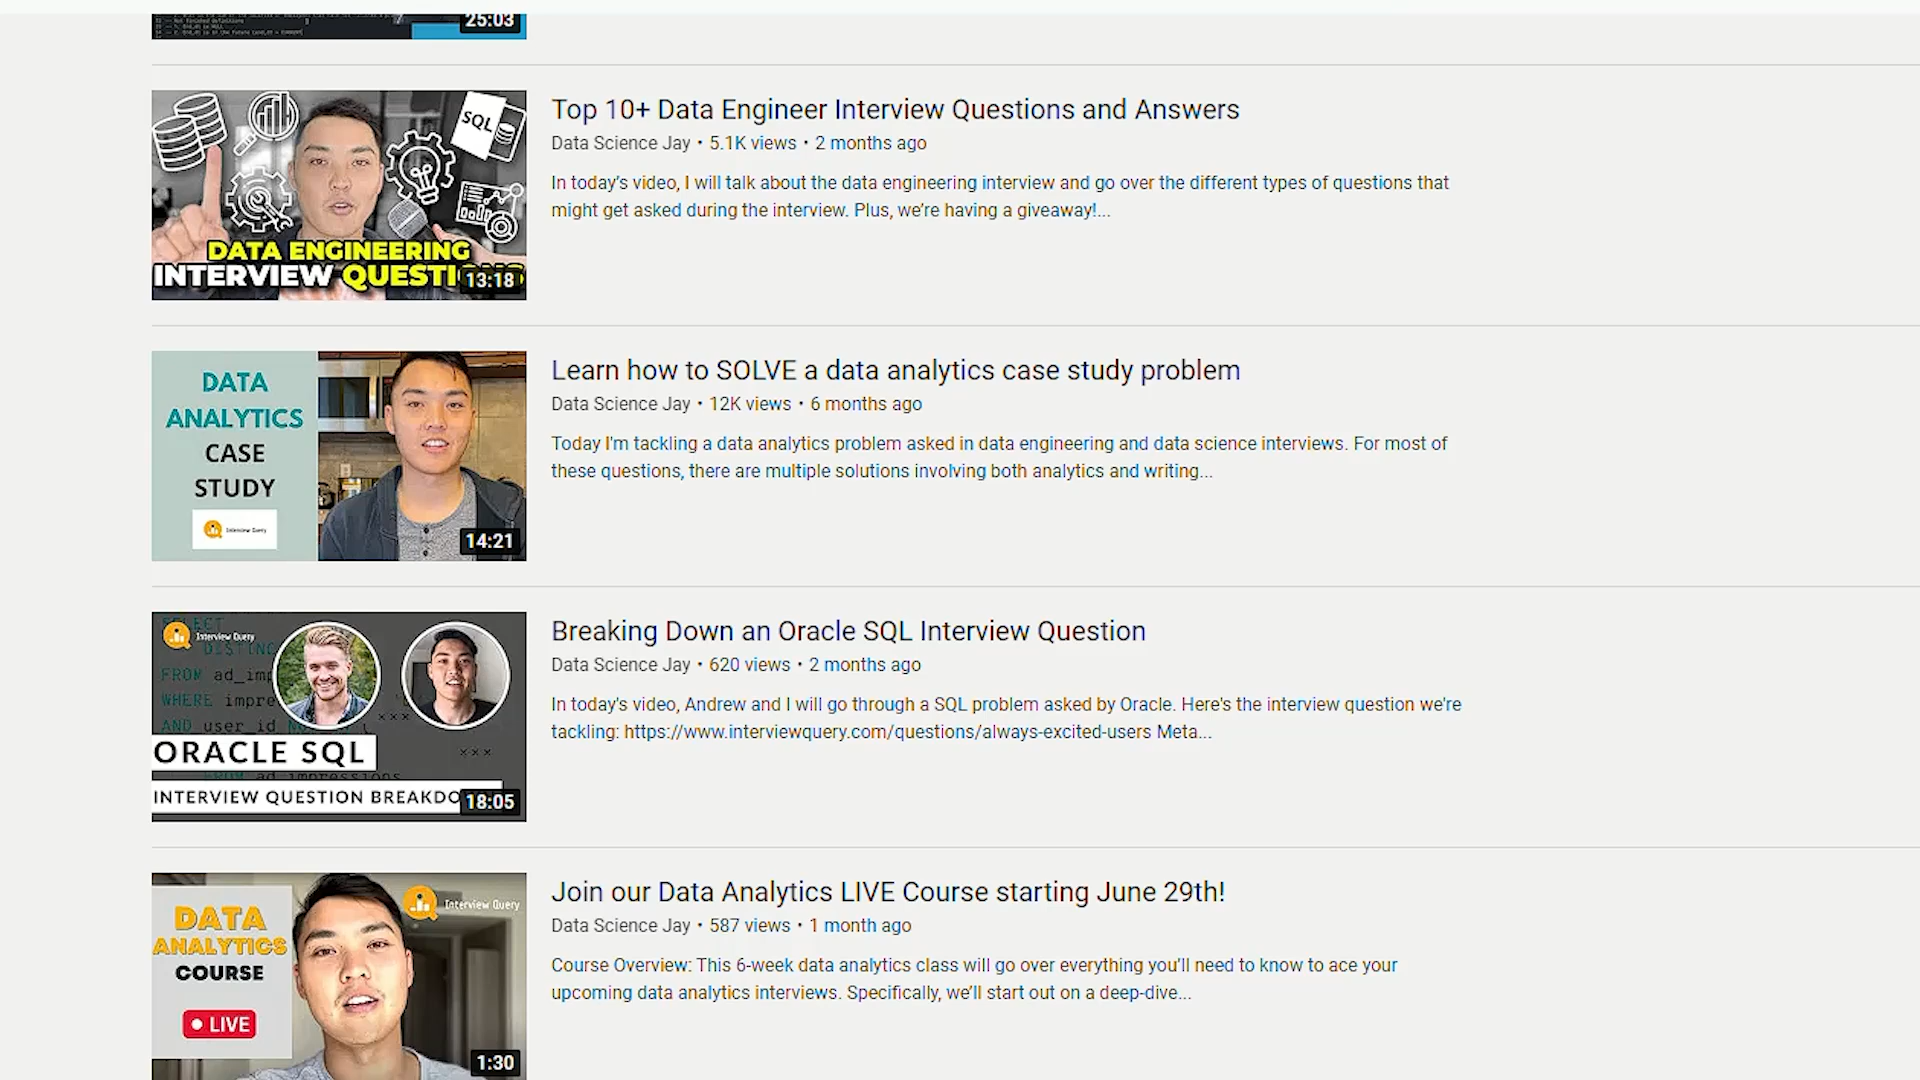 25:03
Top 10+ Data Engineer Interview Questions and Answers
Data Science Jay • 5.1K views • 2 months ago
In today’s video, I will talk about the data engineering interview and go over the different types of questions that
might get asked during the interview. Plus, we’re having a giveaway!...
SQL
DATA ENGINEERING
INTERVIEW QUESTI
13:18
Learn how to SOLVE a data analytics case study problem
Data Science Jay • 12K views • 6 months ago
Today I'm tackling a data analytics problem asked in data engineering and data science interviews. For most of
these questions, there are multiple solutions involving both analytics and writing...
DATA
ANALYTICS
CASE
STUDY
Interview Query
14:21
Breaking Down an Oracle SQL Interview Question
Data Science Jay • 620 views • 2 months ago
In today's video, Andrew and I will go through a SQL problem asked by Oracle. Here's the interview question we're
tackling: https://www.interviewquery.com/questions/always-excited-users Meta...
Interview Query
SELECT
DISTINC
FROM ad_imp
WHERE impre
AND user_id
ORACLE SQL
FROM ad_impressions
INTERVIEW QUESTION BREAKDO
18:05
Join our Data Analytics LIVE Course starting June 29th!
Data Science Jay • 587 views • 1 month ago
Course Overview: This 6-week data analytics class will go over everything you’ll need to know to ace your
upcoming data analytics interviews. Specifically, we’ll start out on a deep-dive...
Interview Query
DATA
ANALYTICS
COURSE
LIVE
1:30